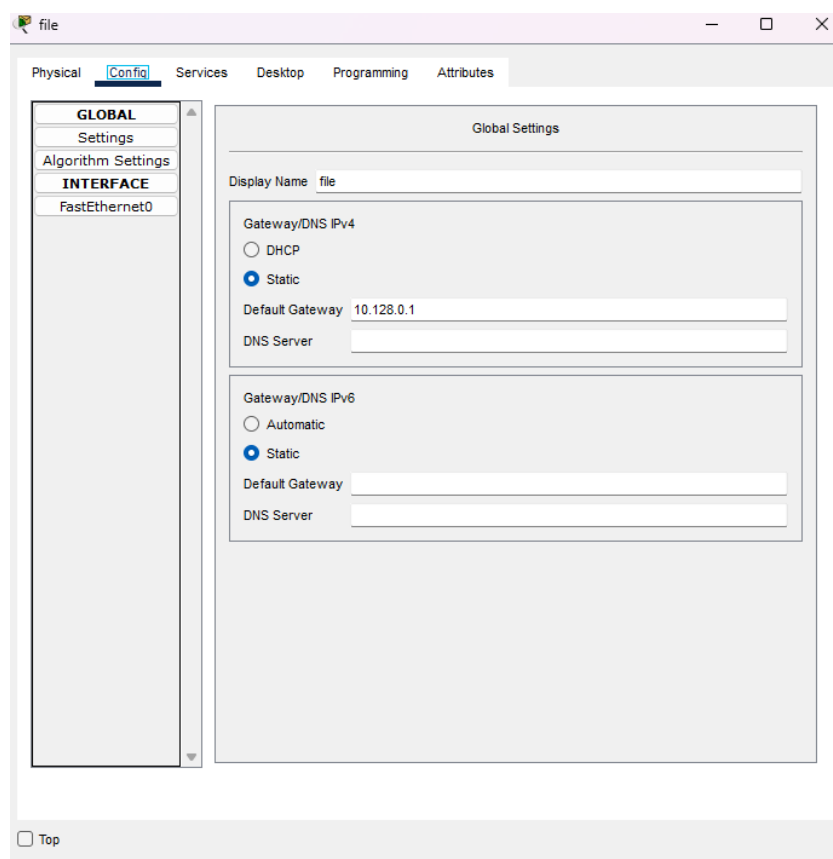 file
Physical Config Services Desktop Programming Attributes
GLOBAL
Settings
Algorithm Settings
INTERFACE
FastEthernet0
Global Settings
Display Name file
Gateway/DNS IPv4
DHCP
Static
Default Gateway 10.128.0.1
DNS Server
Gateway/DNS IPv6
Automatic
Static
Default Gateway
DNS Server
Top